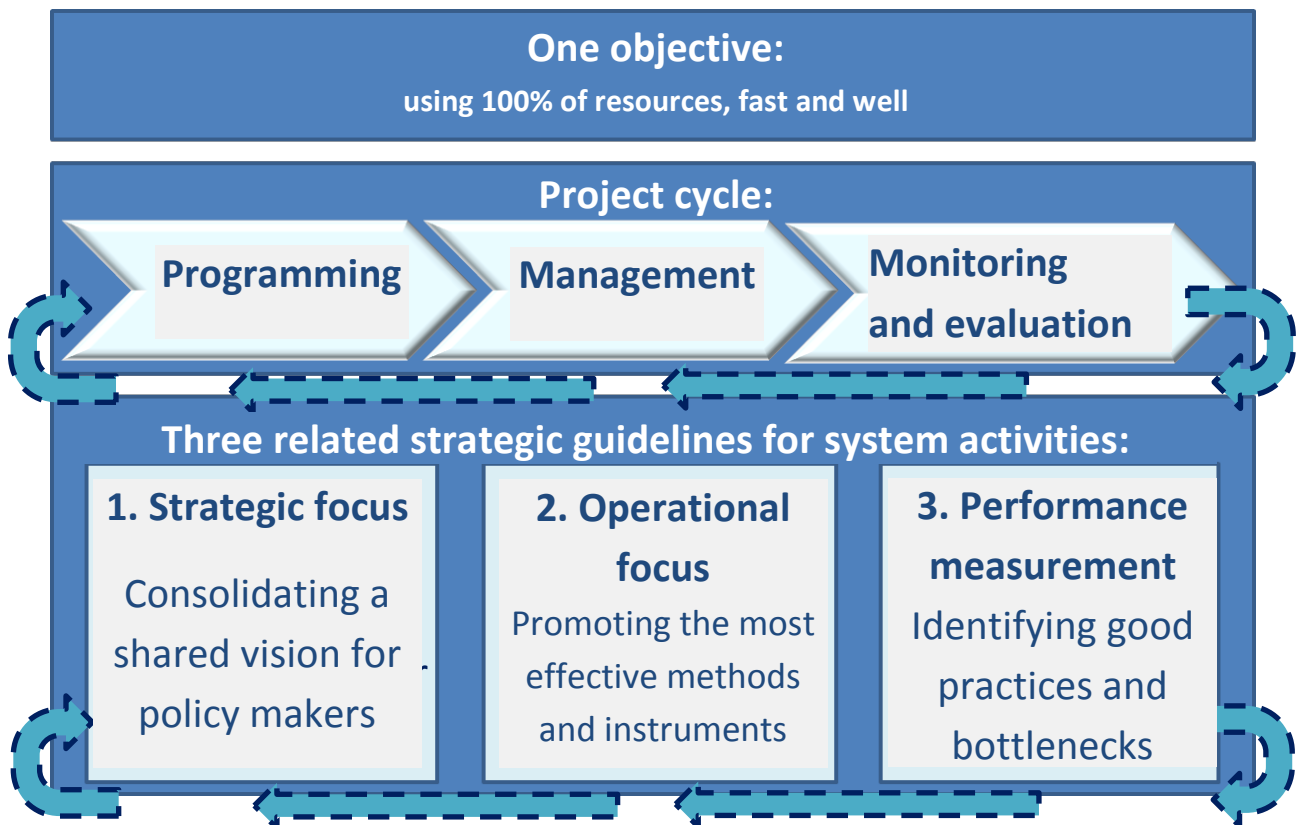 One objective:
using 100% of resources, fast and well
Project cycle:
Programming
Management
Monitoring
and evaluation
Three related strategic guidelines for system activities:
1. Strategic focus
Consolidating a
shared vision for
policy makers
2. Operational
focus
Promoting the most
effective methods
and instruments
3. Performance
measurement
Identifying good
practices and
bottlenecks